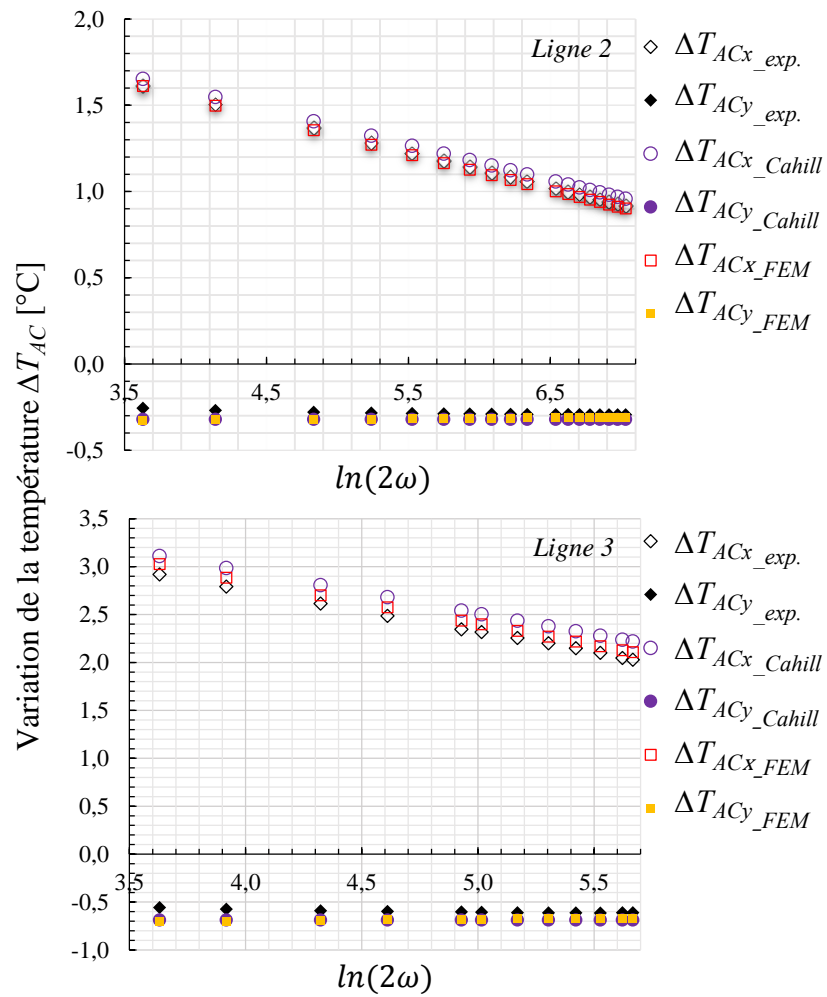 Variation de la température ΔT_AC [°C]
2,0
1,5
1,0
0,5
0,0
-0,5
3,5 4,5 5,5 6,5
ln(2ω)
Ligne 2
ΔT_ACx_exp.
ΔT_ACy_exp.
ΔT_ACx_Cahill
ΔT_ACy_Cahill
ΔT_ACx_FEM
ΔT_ACy_FEM
3,5
3,0
2,5
2,0
1,5
1,0
0,5
0,0
-0,5
-1,0
3,5 4,0 4,5 5,0 5,5
ln(2ω)
Ligne 3
ΔT_ACx_exp.
ΔT_ACy_exp.
ΔT_ACx_Cahill
ΔT_ACy_Cahill
ΔT_ACx_FEM
ΔT_ACy_FEM